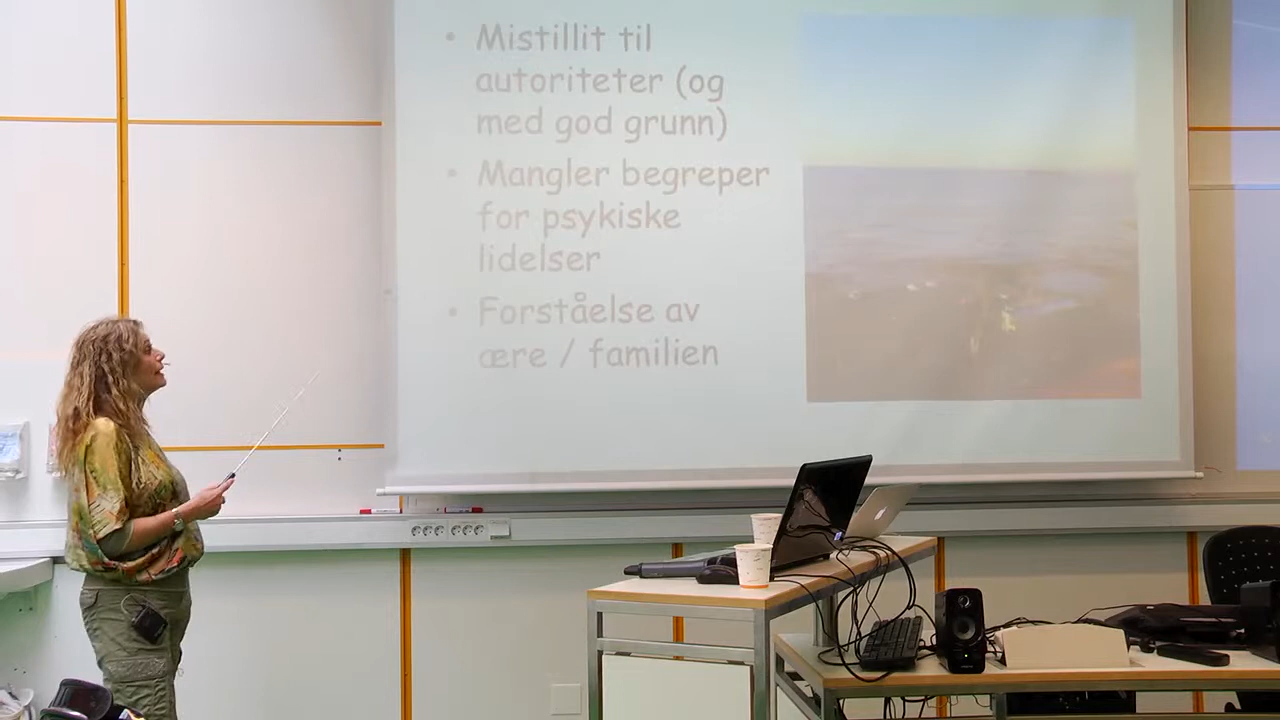 • Mistillit til
autoriteter (og
med god grunn)
• Mangler begreper
for psykiske
lidelser
• Forståelse av
ære / familien